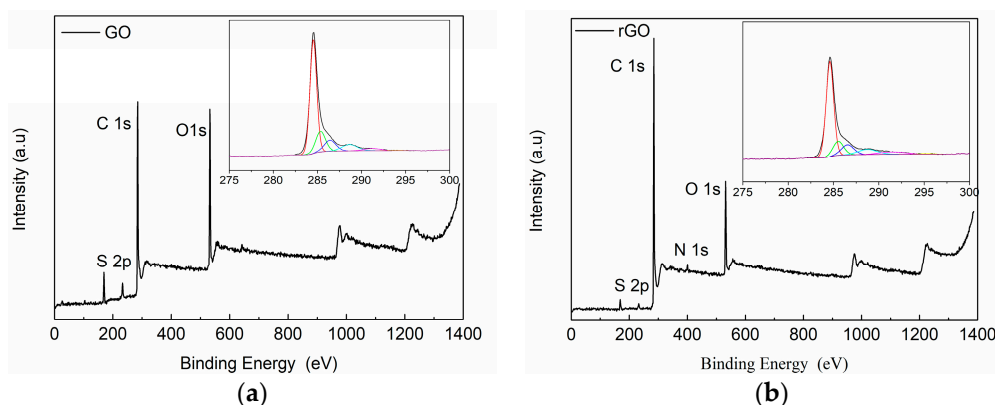 GO
C 1s
O1s
S 2p
275 280 285 290 295 300
Intensity (a.u)
0 200 400 600 800 1000 1200 1400
Binding Energy (eV)
(a)
rGO
C 1s
O 1s
N 1s
S 2p
275 280 285 290 295 300
Intensity (a.u)
0 200 400 600 800 1000 1200 1400
Binding Energy (eV)
(b)